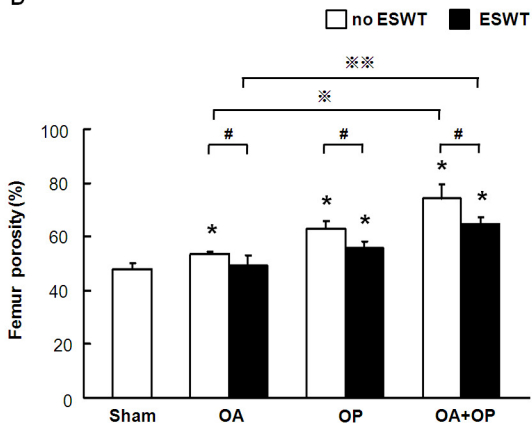 no ESWT ESWT
※※
※
# # #
* * * * *
Femur porosity (%)
100
80
60
40
20
0
Sham OA OP OA+OP